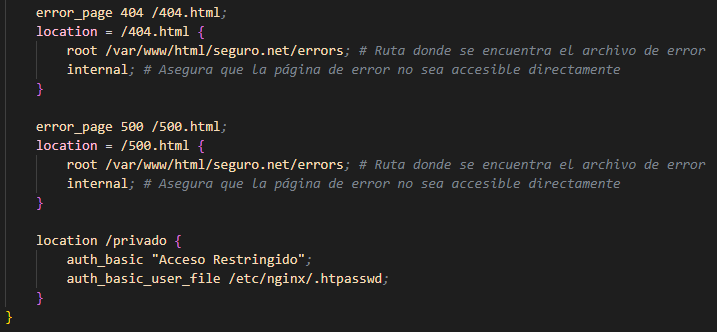 error_page 404 /404.html;
location = /404.html {
root /var/www/html/seguro.net/errors; # Ruta donde se encuentra el archivo de error
internal; # Asegura que la página de error no sea accesible directamente
}
error_page 500 /500.html;
location = /500.html {
root /var/www/html/seguro.net/errors; # Ruta donde se encuentra el archivo de error
internal; # Asegura que la página de error no sea accesible directamente
}
location /privado {
auth_basic "Acceso Restringido";
auth_basic_user_file /etc/nginx/.htpasswd;
}
}